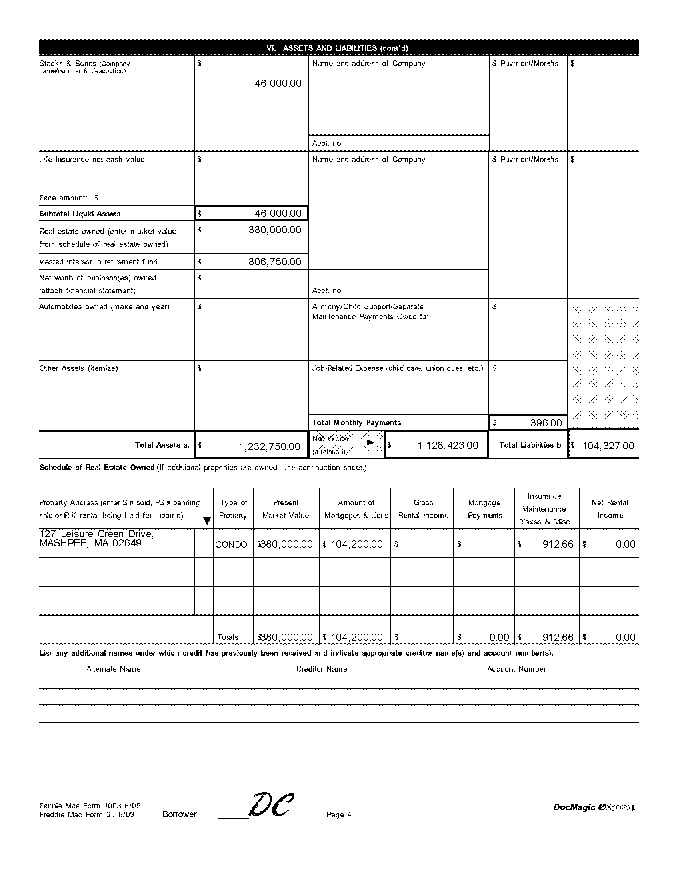 VI. ASSETS AND LIABILITIES (cont'd)
Stocks & Bonds (Company $ Name and address of Company $ Payment/Months $
46,000.00
Acct. no.
Life insurance net cash value $ Name and address of Company $ Payment/Months $
Face amount: $
Subtotal Liquid Assets $ 46,000.00
Real estate owned (enter market value $ 380,000.00
from schedule of real estate owned)
Vested interest in retirement fund $ 806,750.00
Net worth of business(es) owned $
(attach financial statement) Acct. no.
Automobiles owned (make and year) $ Alimony/Child Support/Separate $
Maintenance Payments Owed to:
Other Assets (itemize) $ Job-Related Expense (child care, union dues, etc.) $
Total Monthly Payments $ 396.00
Total Assets a. $ 1,232,750.00 Net Worth $ 1,128,423.00 Total Liabilities b. $ 104,327.00
Schedule of Real Estate Owned (If additional properties are owned, use continuation sheet.)
Property Address (enter S if sold, PS if pending
sale or R if rental being held for income)
Type of
Property
Present
Market Value
Amount of
Mortgages & Liens
Gross
Rental Income
Mortgage
Payments
Insurance
Maintenance
Taxes & Misc.
Net Rental
Income
127 Leisure Green Drive,
MASHPEE, MA 02649 CONDO $380,000.00 $ 104,200.00 $ $ 912.66 $ 0.00
Totals $380,000.00 $ 104,200.00 $ 0.00 $ 912.66 $ 0.00
List any additional names under which credit has previously been received and indicate appropriate creditor name(s) and account number(s):
Alternate Name Creditor Name Account Number
Fannie Mae Form 1003
Freddie Mac Form
Borrower DC
Page 4
DocMagic